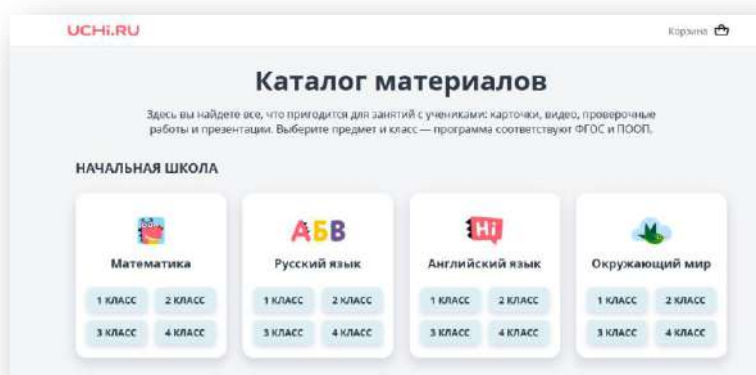 UCHi.RU
Корзина
Каталог материалов
Здесь вы найдете все, что пригодится для занятий с учениками: карточки, видео, проверочные
работы и презентации. Выберите предмет и класс — программа соответствуют ФГОС и ПООП.
НАЧАЛЬНАЯ ШКОЛА
АБВ
Hi
Математика
Русский язык
Английский язык
Окружающий мир
1 КЛАСС 2 КЛАСС 1 КЛАСС 2 КЛАСС 1 КЛАСС 2 КЛАСС 1 КЛАСС 2 КЛАСС
3 КЛАСС 4 КЛАСС 3 КЛАСС 4 КЛАСС 3 КЛАСС 4 КЛАСС 3 КЛАСС 4 КЛАСС